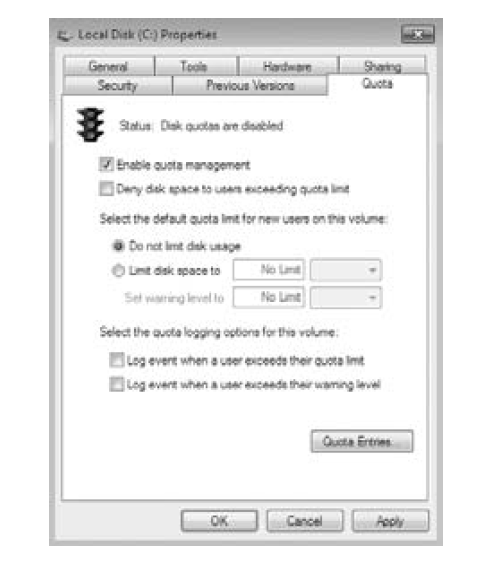 Local Disk (C:) Properties
General Tools Hardware Sharing
Security Previous Versions Quota
Status: Disk quotas are disabled
Enable quota management
Deny disk space to users exceeding quota limit
Select the default quota limit for new users on this volume:
Do not limit disk usage
Limit disk space to No Limit
Set warning level to No Limit
Select the quota logging options for this volume:
Log event when a user exceeds their quota limit
Log event when a user exceeds their warning level
Quota Entries...
OK Cancel Apply